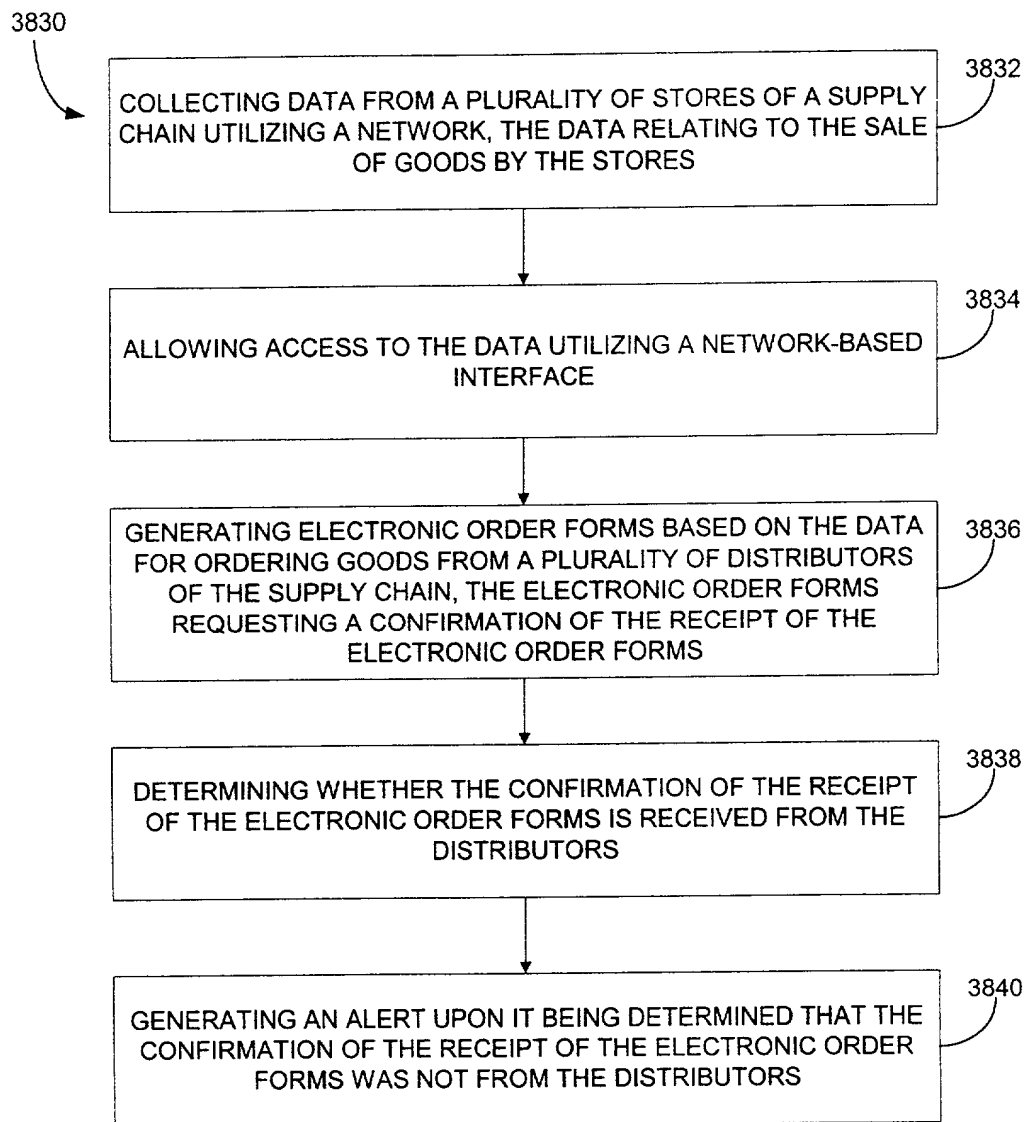 3830
3832
COLLECTING DATA FROM A PLURALITY OF STORES OF A SUPPLY
CHAIN UTILIZING A NETWORK, THE DATA RELATING TO THE SALE
OF GOODS BY THE STORES
3834
ALLOWING ACCESS TO THE DATA UTILIZING A NETWORK-BASED
INTERFACE
3836
GENERATING ELECTRONIC ORDER FORMS BASED ON THE DATA
FOR ORDERING GOODS FROM A PLURALITY OF DISTRIBUTORS
OF THE SUPPLY CHAIN, THE ELECTRONIC ORDER FORMS
REQUESTING A CONFIRMATION OF THE RECEIPT OF THE
ELECTRONIC ORDER FORMS
3838
DETERMINING WHETHER THE CONFIRMATION OF THE RECEIPT
OF THE ELECTRONIC ORDER FORMS IS RECEIVED FROM THE
DISTRIBUTORS
3840
GENERATING AN ALERT UPON IT BEING DETERMINED THAT THE
CONFIRMATION OF THE RECEIPT OF THE ELECTRONIC ORDER
FORMS WAS NOT FROM THE DISTRIBUTORS